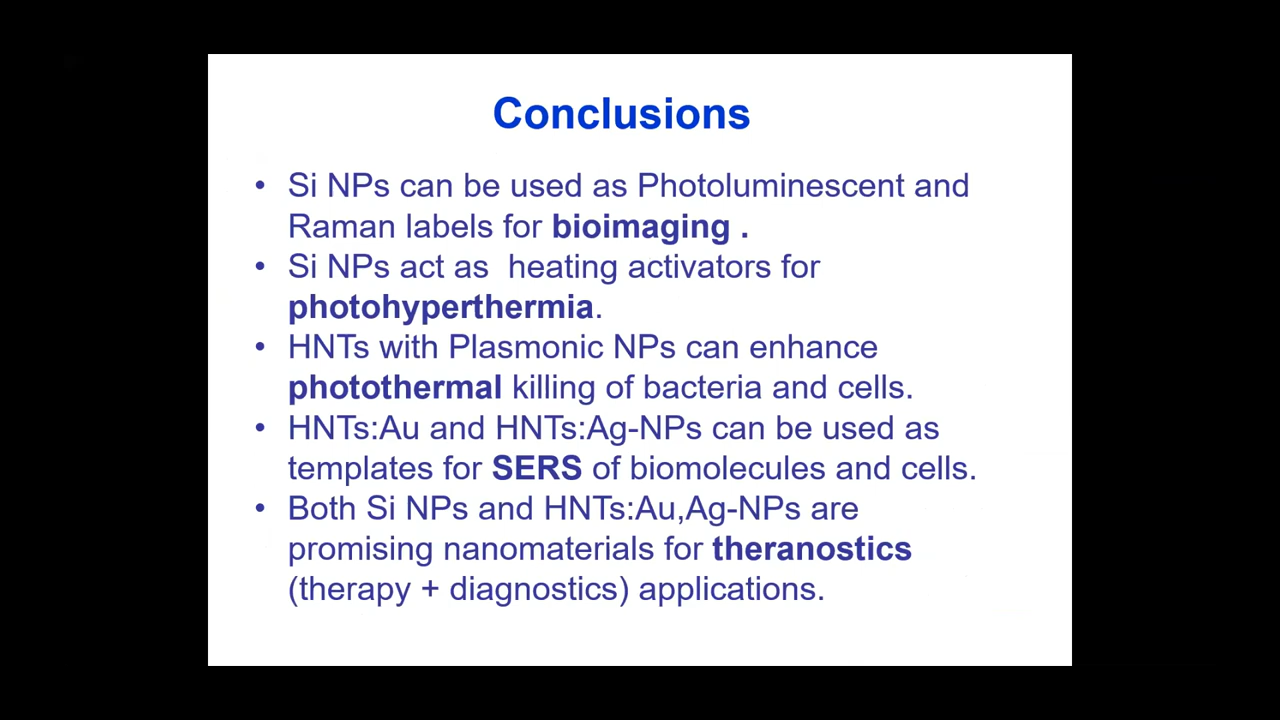 Conclusions
• Si NPs can be used as Photoluminescent and
Raman labels for bioimaging .
• Si NPs act as  heating activators for
photohyperthermia.
• HNTs with Plasmonic NPs can enhance
photothermal killing of bacteria and cells.
• HNTs:Au and HNTs:Ag-NPs can be used as
templates for SERS of biomolecules and cells.
• Both Si NPs and HNTs:Au,Ag-NPs are
promising nanomaterials for theranostics
(therapy + diagnostics) applications.